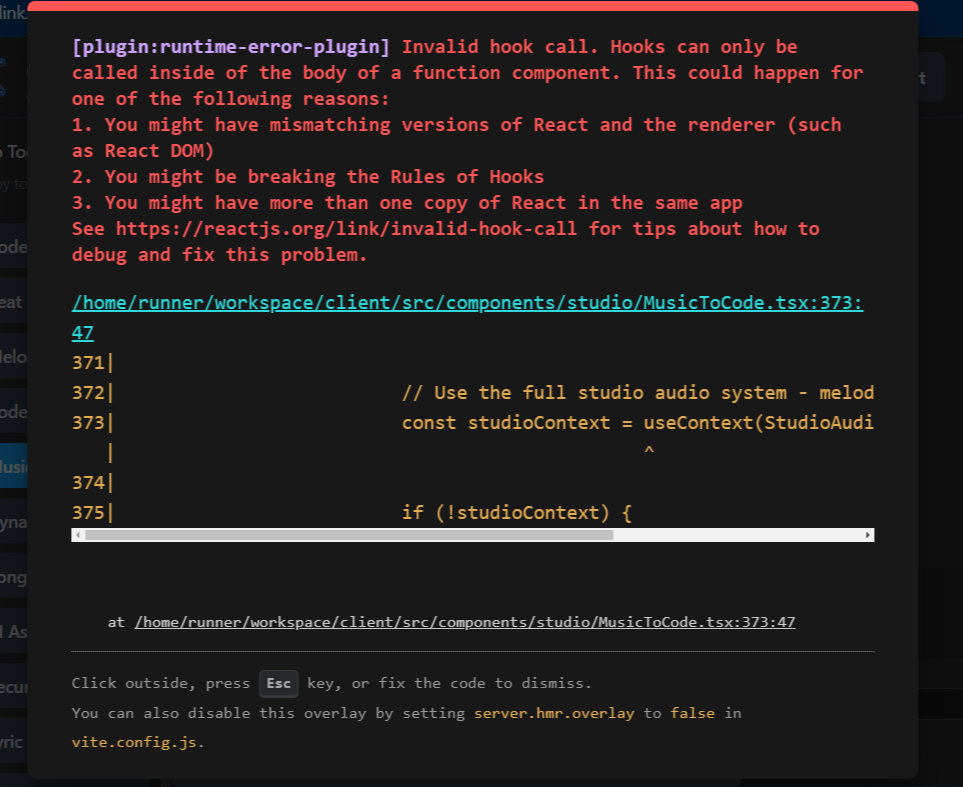 link
[plugin:runtime-error-plugin] Invalid hook call. Hooks can only be
called inside of the body of a function component. This could happen for
one of the following reasons:
1. You might have mismatching versions of React and the renderer (such
as React DOM)
2. You might be breaking the Rules of Hooks
3. You might have more than one copy of React in the same app
See https://reactjs.org/link/invalid-hook-call for tips about how to
debug and fix this problem.
/home/runner/workspace/client/src/components/studio/MusicToCode.tsx:373:
47
371|
372| // Use the full studio audio system - melod
373| const studioContext = useContext(StudioAudi
| ^
374|
375| if (!studioContext) {
at /home/runner/workspace/client/src/components/studio/MusicToCode.tsx:373:47
Click outside, press Esc key, or fix the code to dismiss.
You can also disable this overlay by setting server.hmr.overlay to false in
vite.config.js.